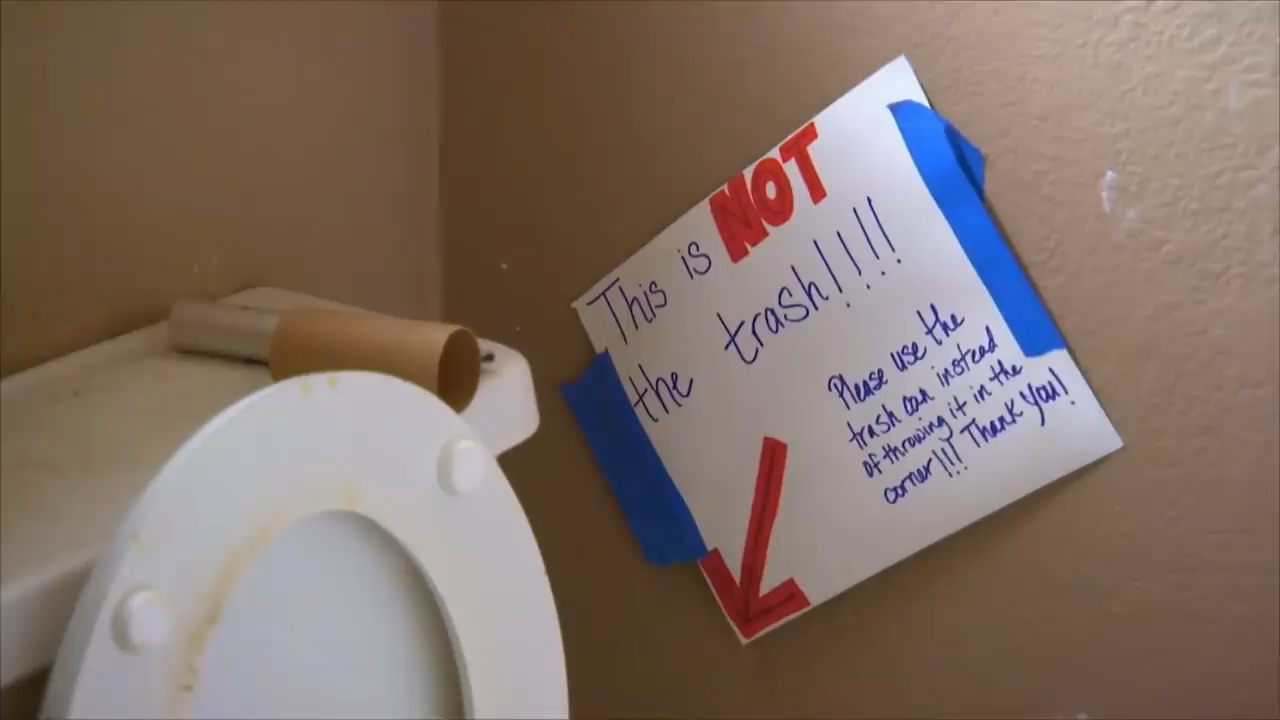 This is NOT
the trash!!!!
Please use the
trash can instead
of throwing it in the
corner!!! Thank you!